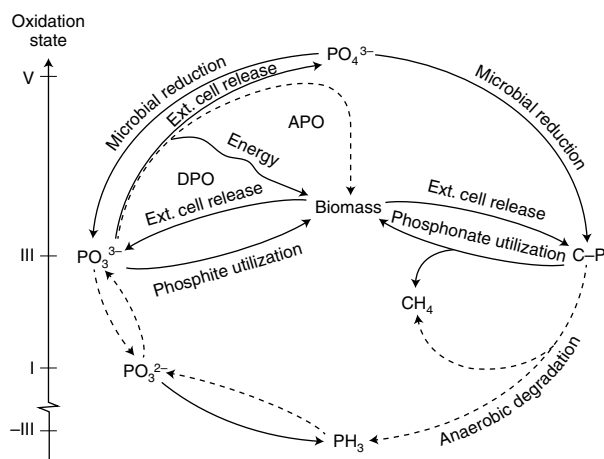 Oxidation
state
V
III
I
–III
PO₄³⁻
Microbial reduction
Ext. cell release
Microbial reduction
APO
Energy
DPO
Ext. cell release
Biomass
Ext. cell release
Phosphonate utilization
PO₃³⁻
Phosphite utilization
C–P
CH₄
PO₃²⁻
Anaerobic degradation
PH₃